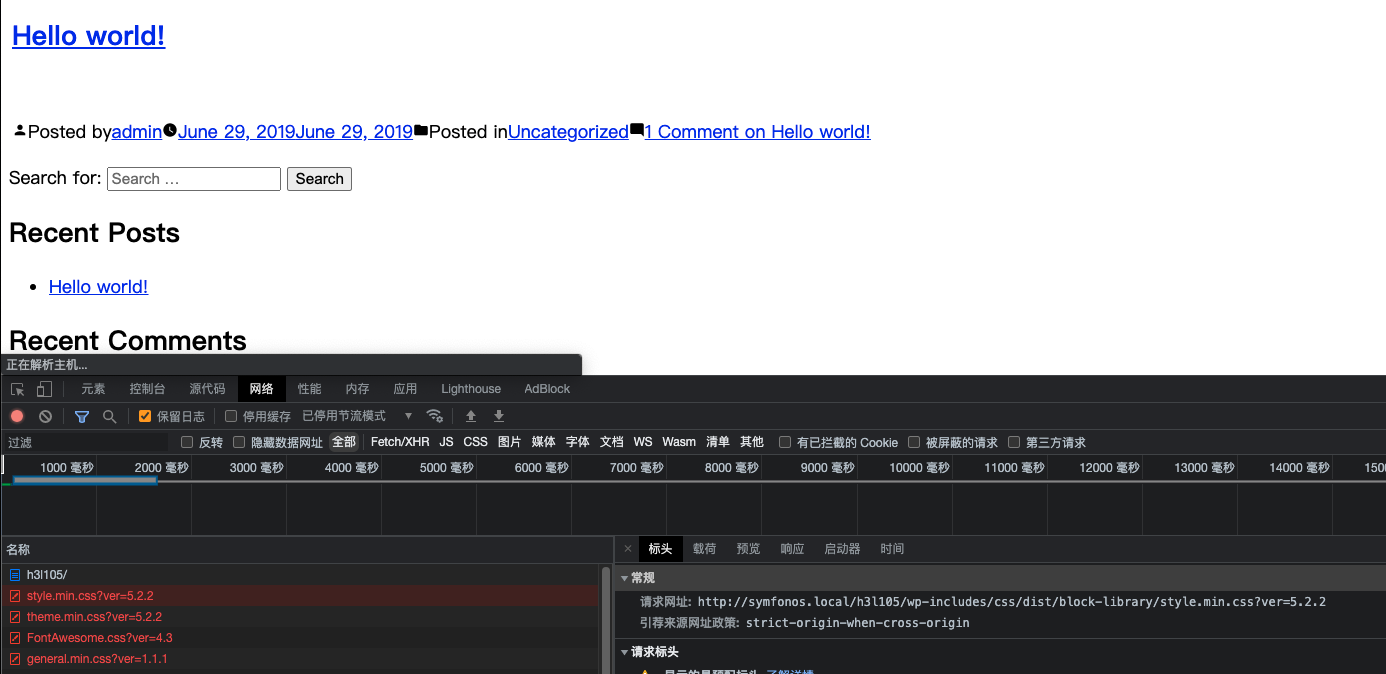 Hello world!
Posted byadminJune 29, 2019June 29, 2019Posted inUncategorized1 Comment on Hello world!
Search for: Search … Search
Recent Posts
Hello world!
Recent Comments
正在解析主机...
元素 控制台 源代码 网络 性能 内存 应用 Lighthouse AdBlock
保留日志 停用缓存 已停用节流模式
过滤 反转 隐藏数据网址 全部 Fetch/XHR JS CSS 图片 媒体 字体 文档 WS Wasm 清单 其他 有已拦截的 Cookie 被屏蔽的请求 第三方请求
1000 毫秒 2000 毫秒 3000 毫秒 4000 毫秒 5000 毫秒 6000 毫秒 7000 毫秒 8000 毫秒 9000 毫秒 10000 毫秒 11000 毫秒 12000 毫秒 13000 毫秒 14000 毫秒
名称 标头 载荷 预览 响应 启动器 时间
h3l105/
常规
style.min.css?ver=5.2.2
请求网址: http://symfonos.local/h3l105/wp-includes/css/dist/block-library/style.min.css?ver=5.2.2
theme.min.css?ver=5.2.2
引荐来源网址政策: strict-origin-when-cross-origin
FontAwesome.css?ver=4.3
general.min.css?ver=1.1.1
请求标头